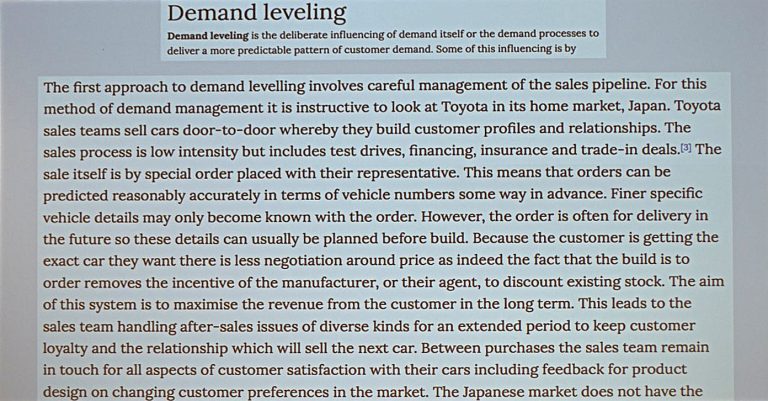 Demand leveling
Demand leveling is the deliberate influencing of demand itself or the demand processes to
deliver a more predictable pattern of customer demand. Some of this influencing is by
The first approach to demand levelling involves careful management of the sales pipeline. For this
method of demand management it is instructive to look at Toyota in its home market, Japan. Toyota
sales teams sell cars door-to-door whereby they build customer profiles and relationships. The
sales process is low intensity but includes test drives, financing, insurance and trade-in deals.[3] The
sale itself is by special order placed with their representative. This means that orders can be
predicted reasonably accurately in terms of vehicle numbers some way in advance. Finer specific
vehicle details may only become known with the order. However, the order is often for delivery in
the future so these details can usually be planned before build. Because the customer is getting the
exact car they want there is less negotiation around price as indeed the fact that the build is to
order removes the incentive of the manufacturer, or their agent, to discount existing stock. The aim
of this system is to maximise the revenue from the customer in the long term. This leads to the
sales team handling after-sales issues of diverse kinds for an extended period to keep customer
loyalty and the relationship which will sell the next car. Between purchases the sales team remain
in touch for all aspects of customer satisfaction with their cars including feedback for product
design on changing customer preferences in the market. The Japanese market does not have the